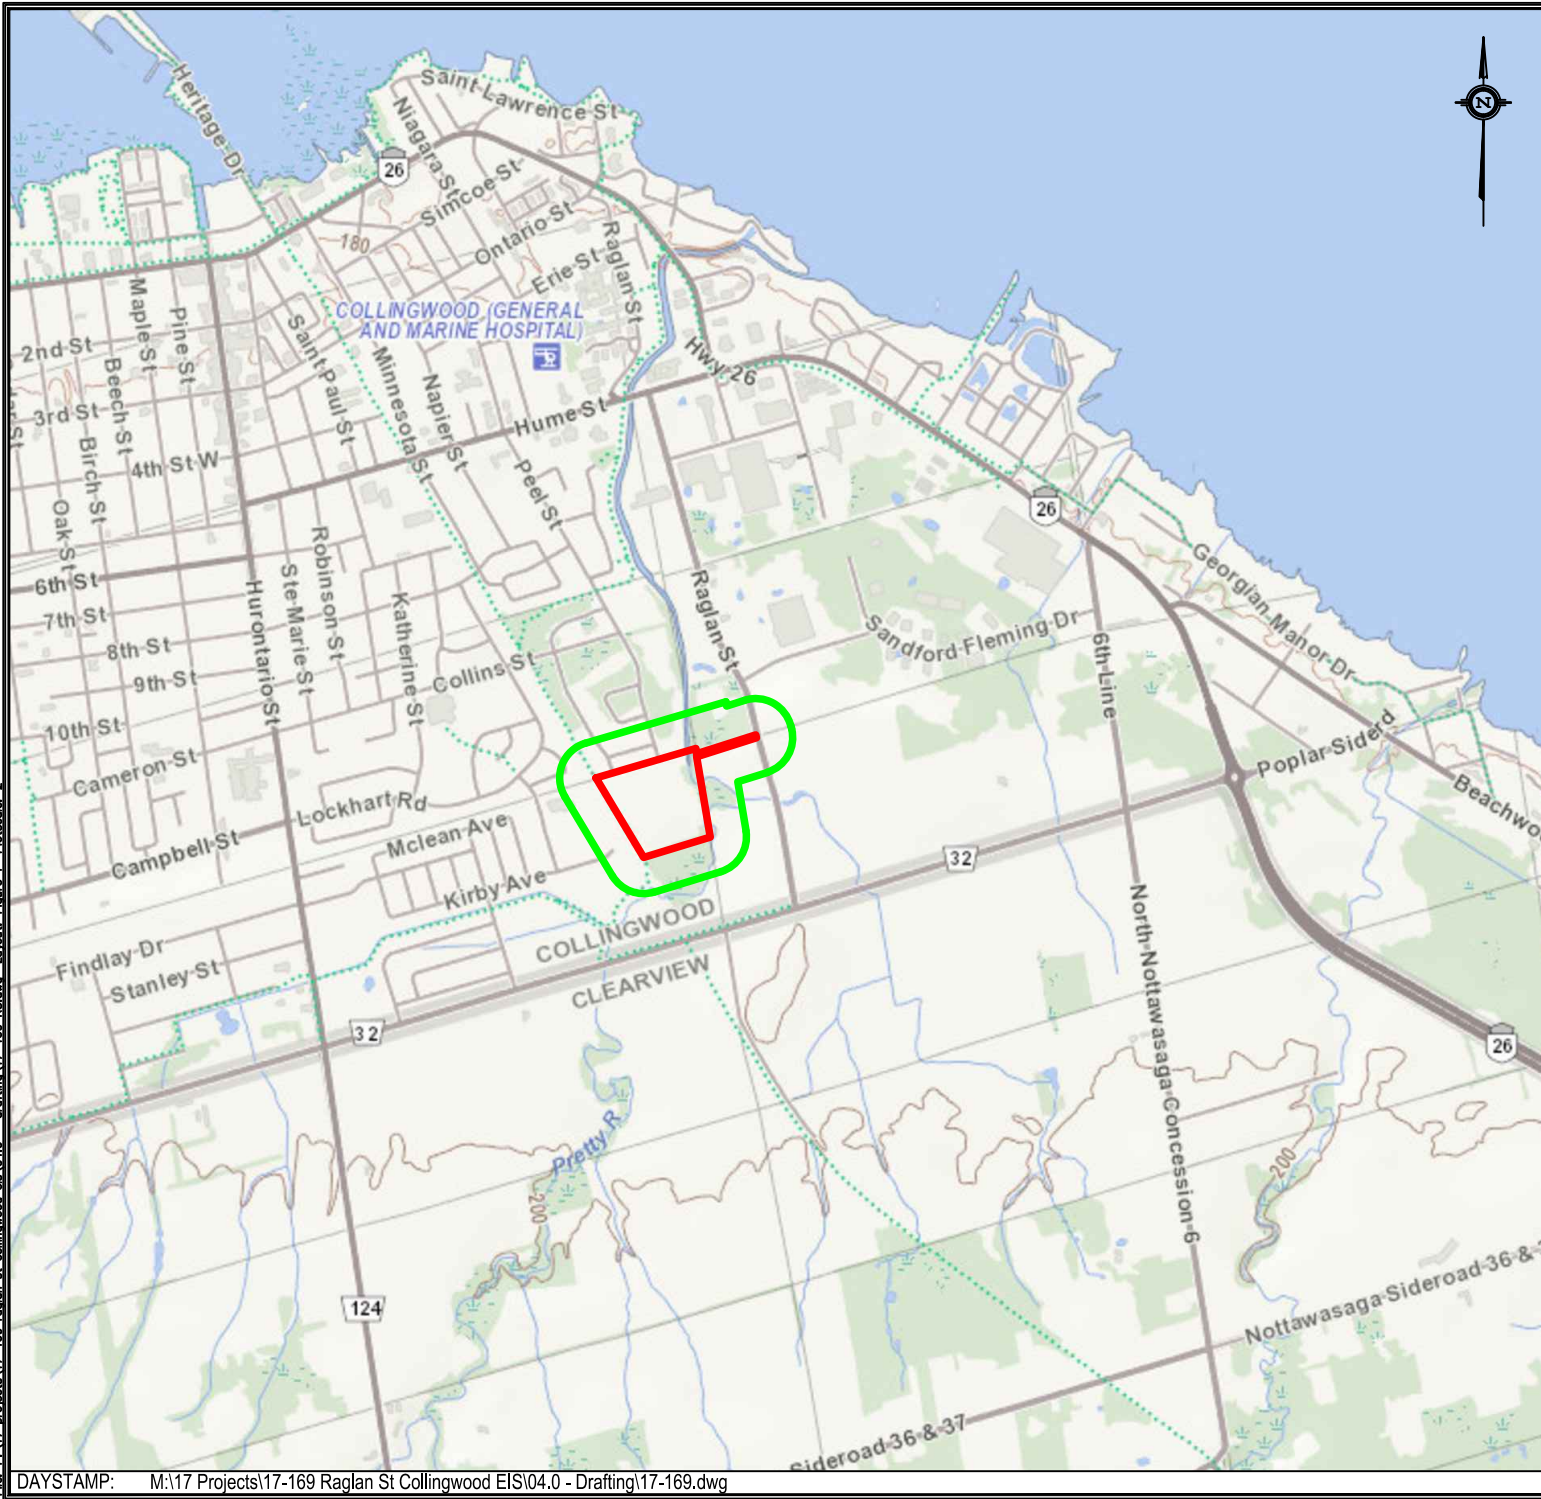 Heritage Dr
Saint Lawrence St
N
26
Niagara St
Simcoe St
Ontario St
Erie St
Raglan St
180
COLLINGWOOD (GENERAL
AND MARINE HOSPITAL)
Maple St
Pine St
2nd St
Beech St
Saint Paul St
Minnesota St
Napier St
Hwy 26
3rd St
Birch St
Hume St
4th St W
Peel St
Oak St
26
6th St
7th St
8th St
9th St
10th St
Hurontario St
Ste Marie St
Robinson St
Katherine St
Collins St
Raglan St
Sandford Fleming Dr
6th Line
Georgian Manor Dr
Cameron St
Poplar Siderd
Lockhart Rd
Mclean Ave
Campbell St
Kirby Ave
32
COLLINGWOOD
CLEARVIEW
Findlay Dr
Stanley St
32
North Nottawasaga Concession 6
26
Pretty R
200
200
124
Nottawasaga Sideroad 36 &
Sideroad 36 & 37
DAYSTAMP: M:\17 Projects\17-169 Raglan St Collingwood EIS\04.0 - Drafting\17-169.dwg